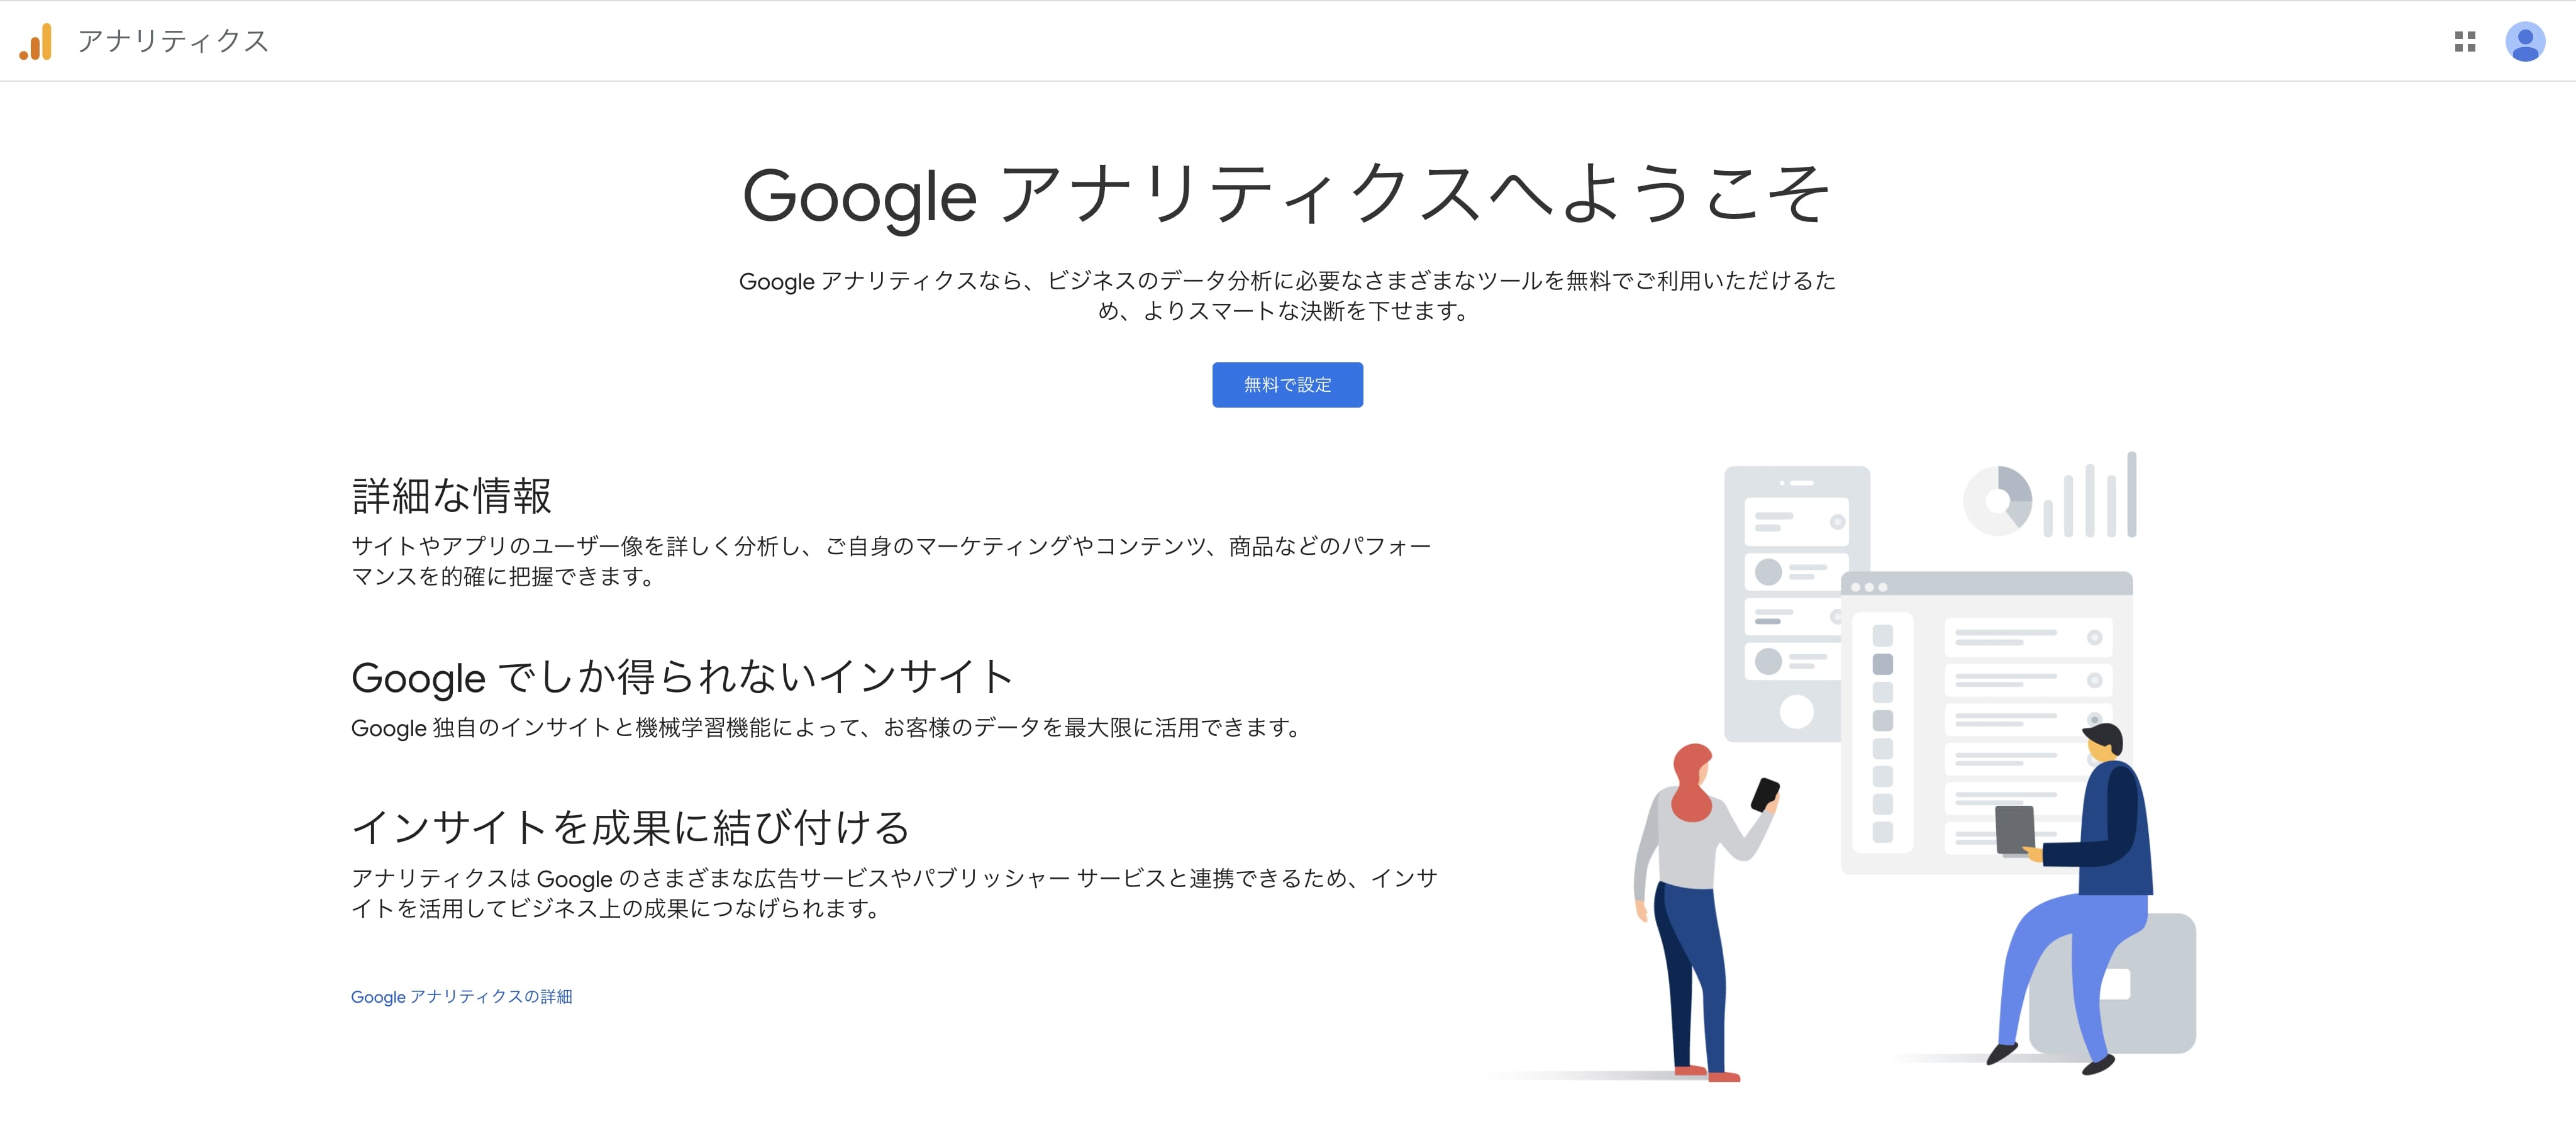 アナリティクス
Google アナリティクスへようこそ
Google アナリティクスなら、ビジネスのデータ分析に必要なさまざまなツールを無料でご利用いただけるた
め、よりスマートな決断を下せます。
無料で設定
詳細な情報
サイトやアプリのユーザー像を詳しく分析し、ご自身のマーケティングやコンテンツ、商品などのパフォー
マンスを的確に把握できます。
Google でしか得られないインサイト
Google 独自のインサイトと機械学習機能によって、お客様のデータを最大限に活用できます。
インサイトを成果に結び付ける
アナリティクスは Google のさまざまな広告サービスやパブリッシャー サービスと連携できるため、インサ
イトを活用してビジネス上の成果につなげられます。
Google アナリティクスの詳細